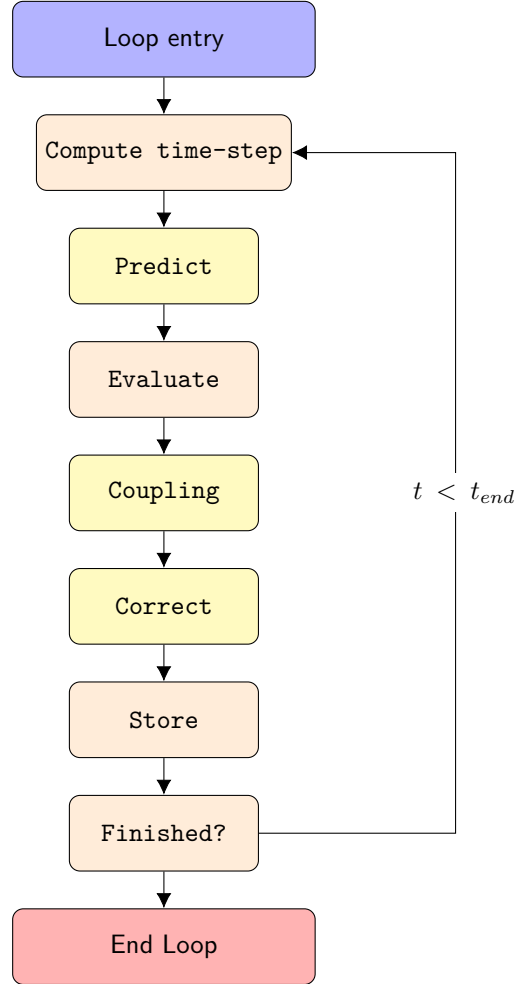 Loop entry
Compute time-step
Predict
Evaluate
Coupling
t < t_end
Correct
Store
Finished?
End Loop